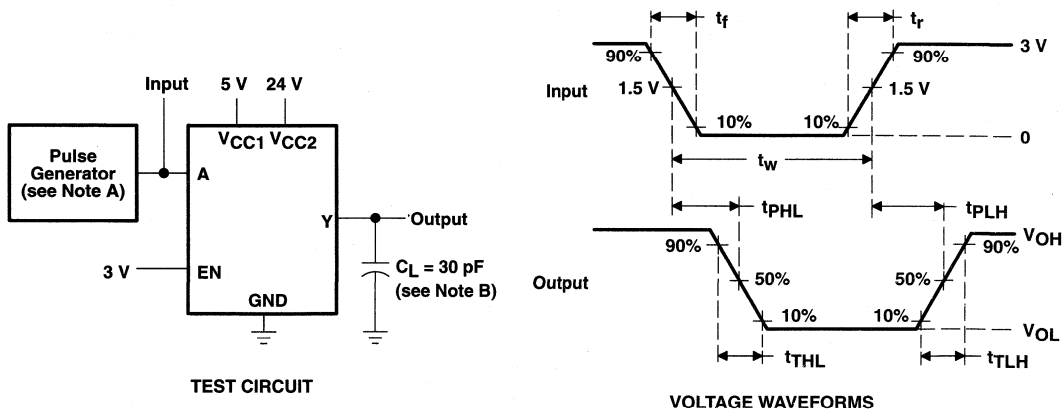 Input
5 V
24 V
VCC1
VCC2
Pulse
Generator
(see Note A)
A
Y
Output
3 V
EN
GND
CL = 30 pF
(see Note B)
TEST CIRCUIT
tf
tr
3 V
90%
90%
Input
1.5 V
1.5 V
10%
10%
0
tw
tPHL
tPLH
VOH
90%
90%
Output
50%
50%
10%
10%
VOL
tTHL
tTLH
VOLTAGE WAVEFORMS